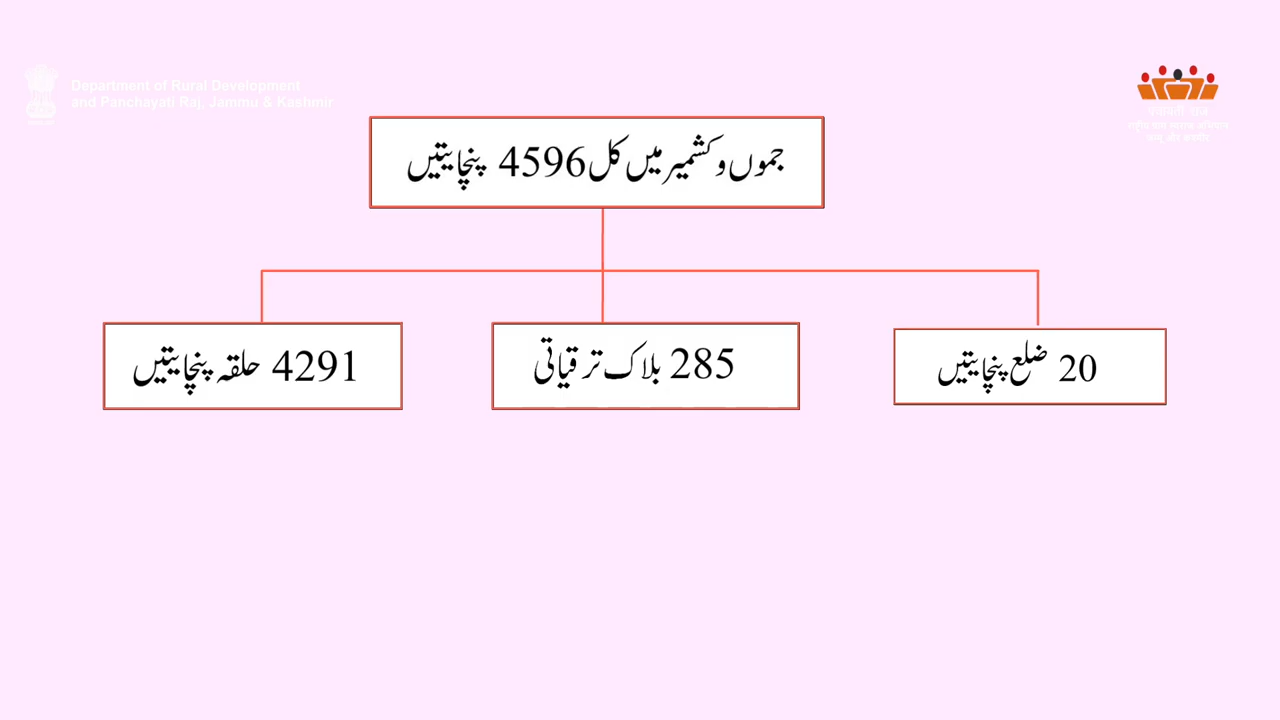 Department of Rural Development
and Panchayati Raj, Jammu & Kashmir
جموں و کشمیر میں کل 4596 پنچایتیں
20 ضلع پنچایتیں
285 بلاک ترقیاتی
4291 حلقہ پنچایتیں